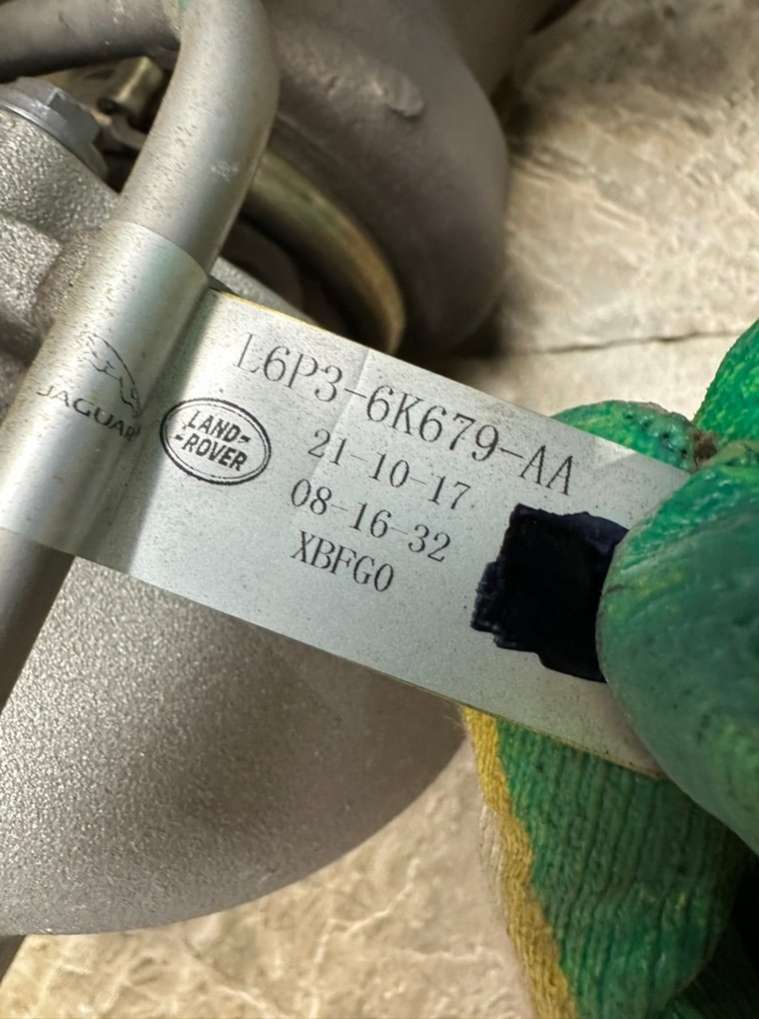 JAGUAR
LAND-
-ROVER
L6P3-6K679-AA
21-10-17
08-16-32
XBFG0